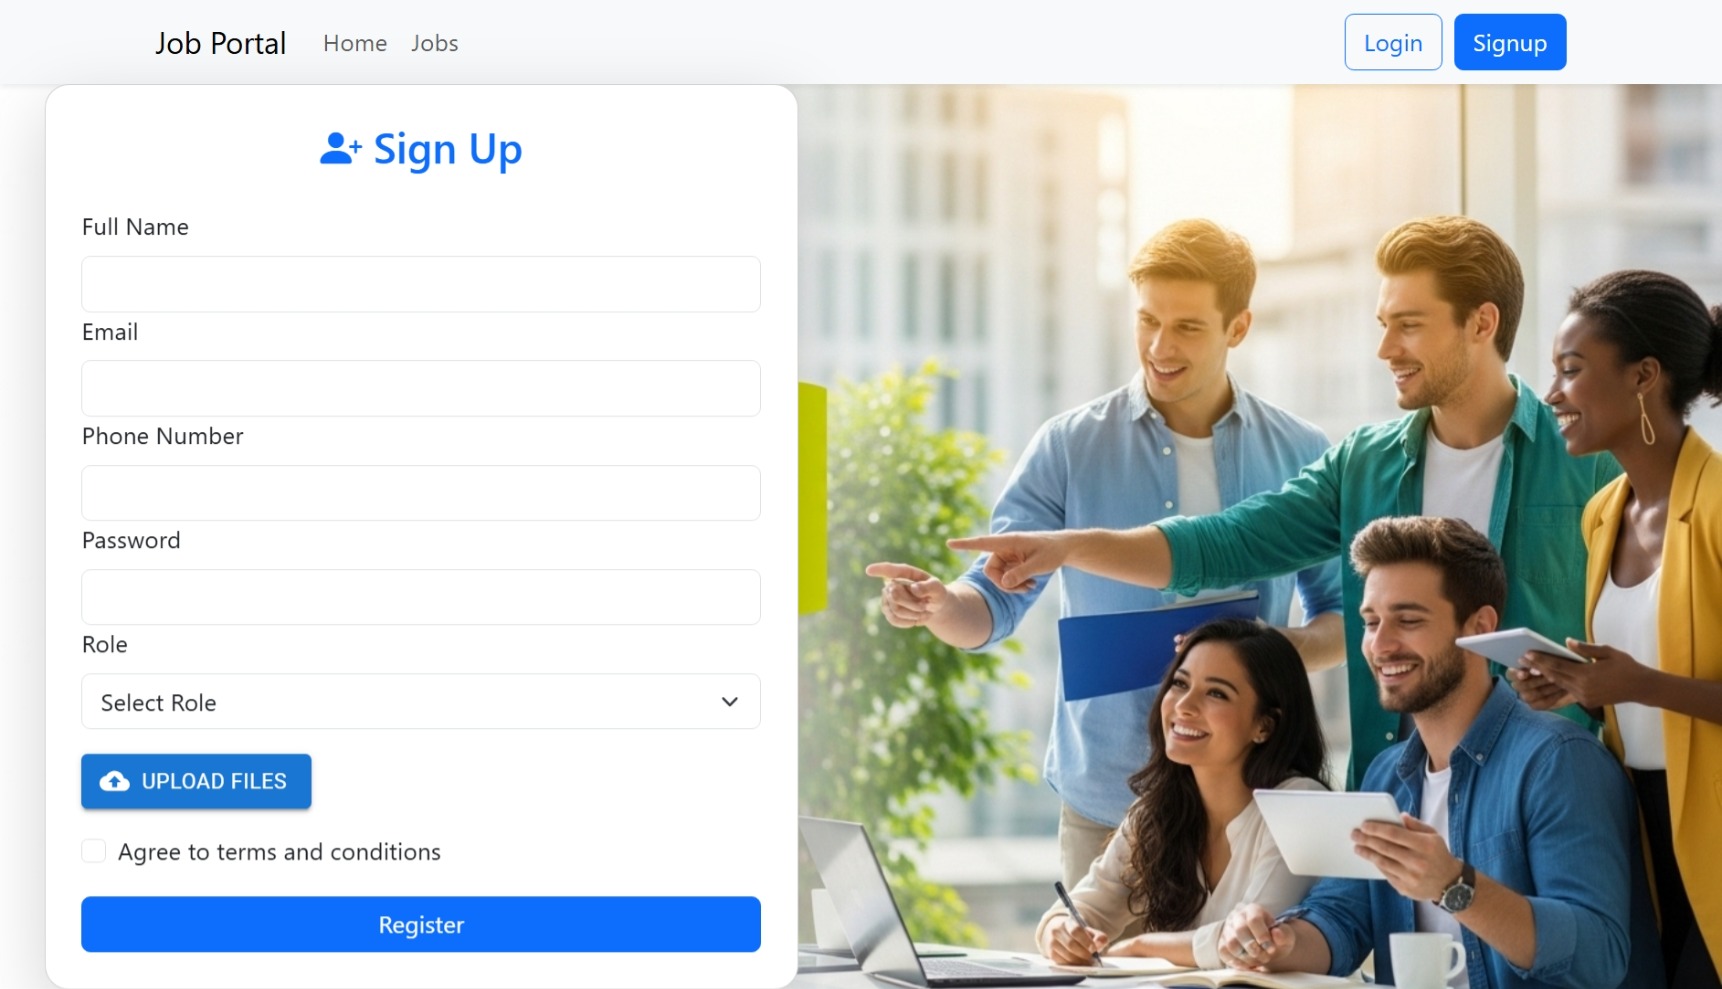 Job Portal Home Jobs Login Signup
Sign Up
Full Name
Email
Phone Number
Password
Role
Select Role
UPLOAD FILES
Agree to terms and conditions
Register